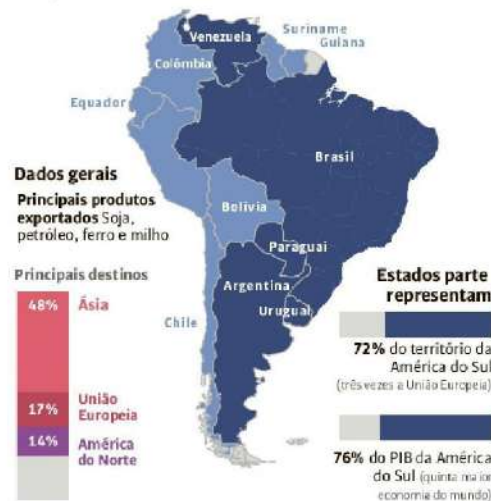 Venezuela
Suriname
Guiana
Colômbia
Equador
Brasil
Dados gerais
Principais produtos
exportados Soja,
petróleo, ferro e milho
Bolívia
Paraguai
Principais destinos
Argentina
Estados parte
representam
Uruguai
48% Ásia
Chile
72% do território da
América do Sul
(três vezes a União Europeia)
17% União
Europeia
14% América
do Norte
76% do PIB da América
do Sul (quinta maior
economia do mundo)